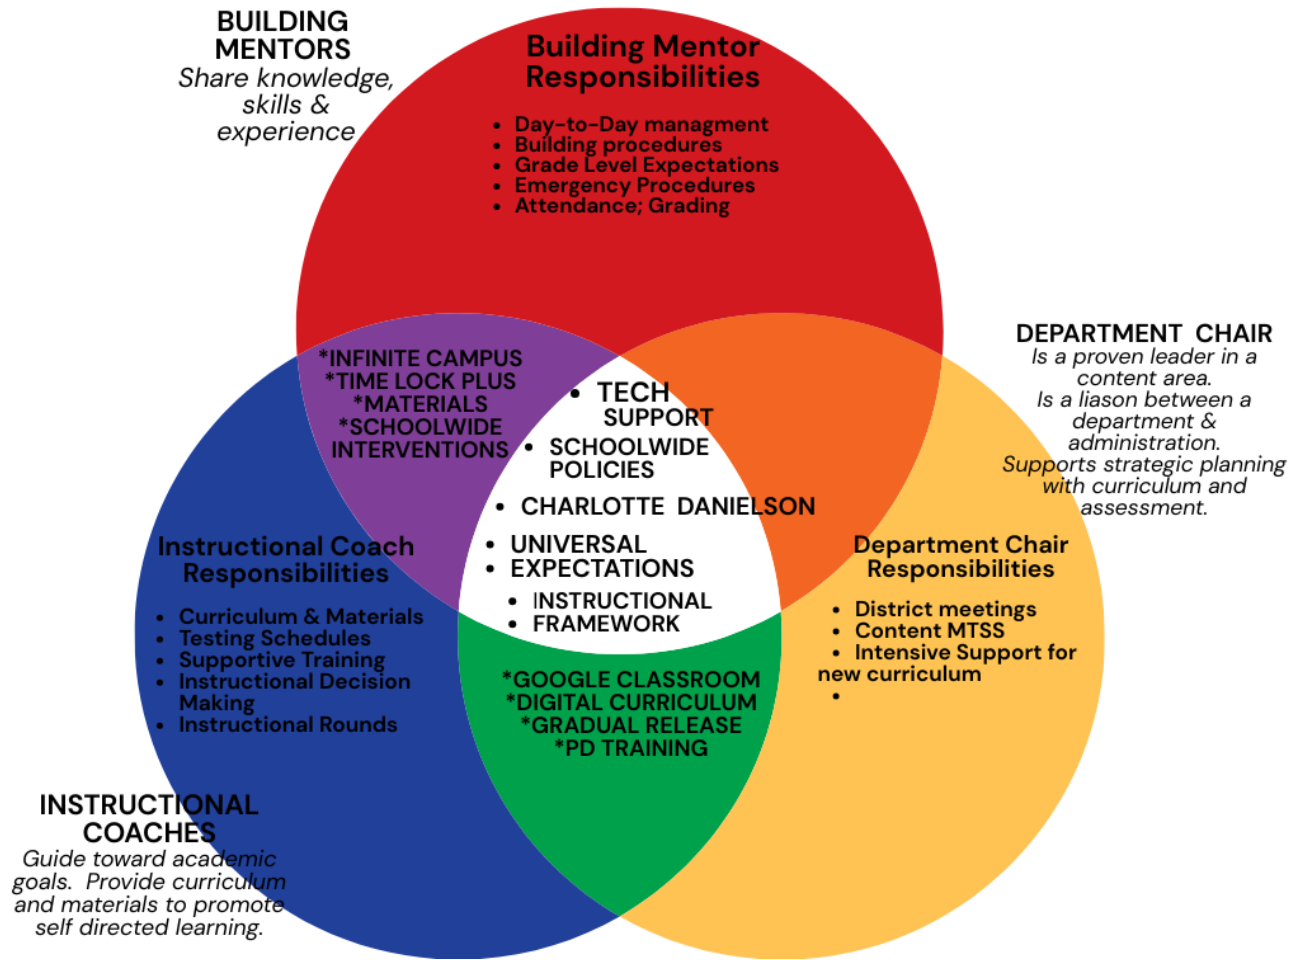 BUILDING
MENTORS
Share knowledge,
skills &
experience
Building Mentor
Responsibilities
• Day-to-Day managment
• Building procedures
• Grade Level Expectations
• Emergency Procedures
• Attendance; Grading
DEPARTMENT CHAIR
Is a proven leader in a
content area.
Is a liason between a
department &
administration.
Supports strategic planning
with curriculum and
assessment.
*INFINITE CAMPUS
*TIME LOCK PLUS
*MATERIALS
*SCHOOLWIDE
INTERVENTIONS
• TECH
SUPPORT
• SCHOOLWIDE
POLICIES
• CHARLOTTE DANIELSON
• UNIVERSAL
• EXPECTATIONS
• INSTRUCTIONAL
• FRAMEWORK
Instructional Coach
Responsibilities
• Curriculum & Materials
• Testing Schedules
• Supportive Training
• Instructional Decision
Making
• Instructional Rounds
Department Chair
Responsibilities
• District meetings
• Content MTSS
• Intensive Support for
new curriculum
•
*GOOGLE CLASSROOM
*DIGITAL CURRICULUM
*GRADUAL RELEASE
*PD TRAINING
INSTRUCTIONAL
COACHES
Guide toward academic
goals. Provide curriculum
and materials to promote
self directed learning.